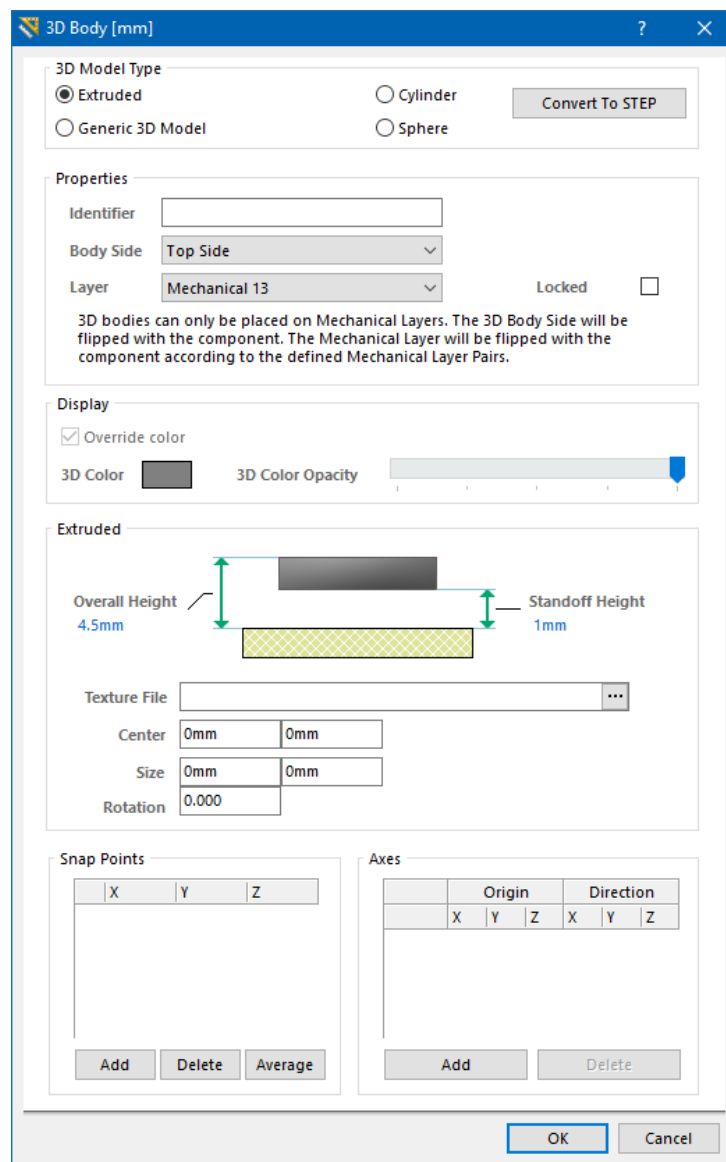 3D Body [mm] ? ×
3D Model Type
Extruded Cylinder Convert To STEP
Generic 3D Model Sphere
Properties
Identifier
Body Side Top Side
Layer Mechanical 13 Locked
3D bodies can only be placed on Mechanical Layers. The 3D Body Side will be
flipped with the component. The Mechanical Layer will be flipped with the
component according to the defined Mechanical Layer Pairs.
Display
Override color
3D Color 3D Color Opacity
Extruded
Overall Height Standoff Height
4.5mm 1mm
Texture File ...
Center 0mm 0mm
Size 0mm 0mm
Rotation 0.000
Snap Points
X Y Z
Add Delete Average
Axes
Origin Direction
X Y Z X Y Z
Add Delete
OK Cancel